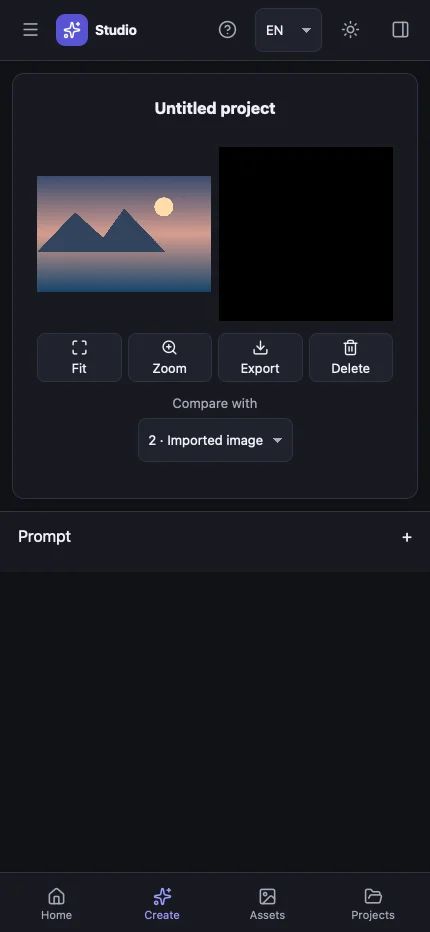 Studio
EN
Untitled project
Fit
Zoom
Export
Delete
Compare with
2 · Imported image
Prompt
+
Home
Create
Assets
Projects